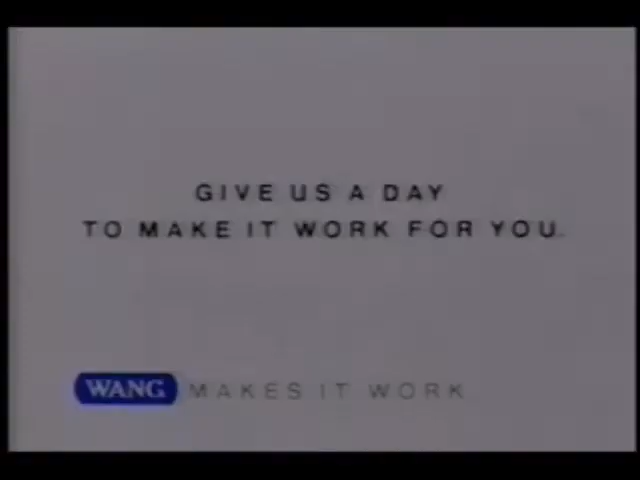 GIVE US A DAY
TO MAKE IT WORK FOR YOU.
WANG MAKES IT WORK.